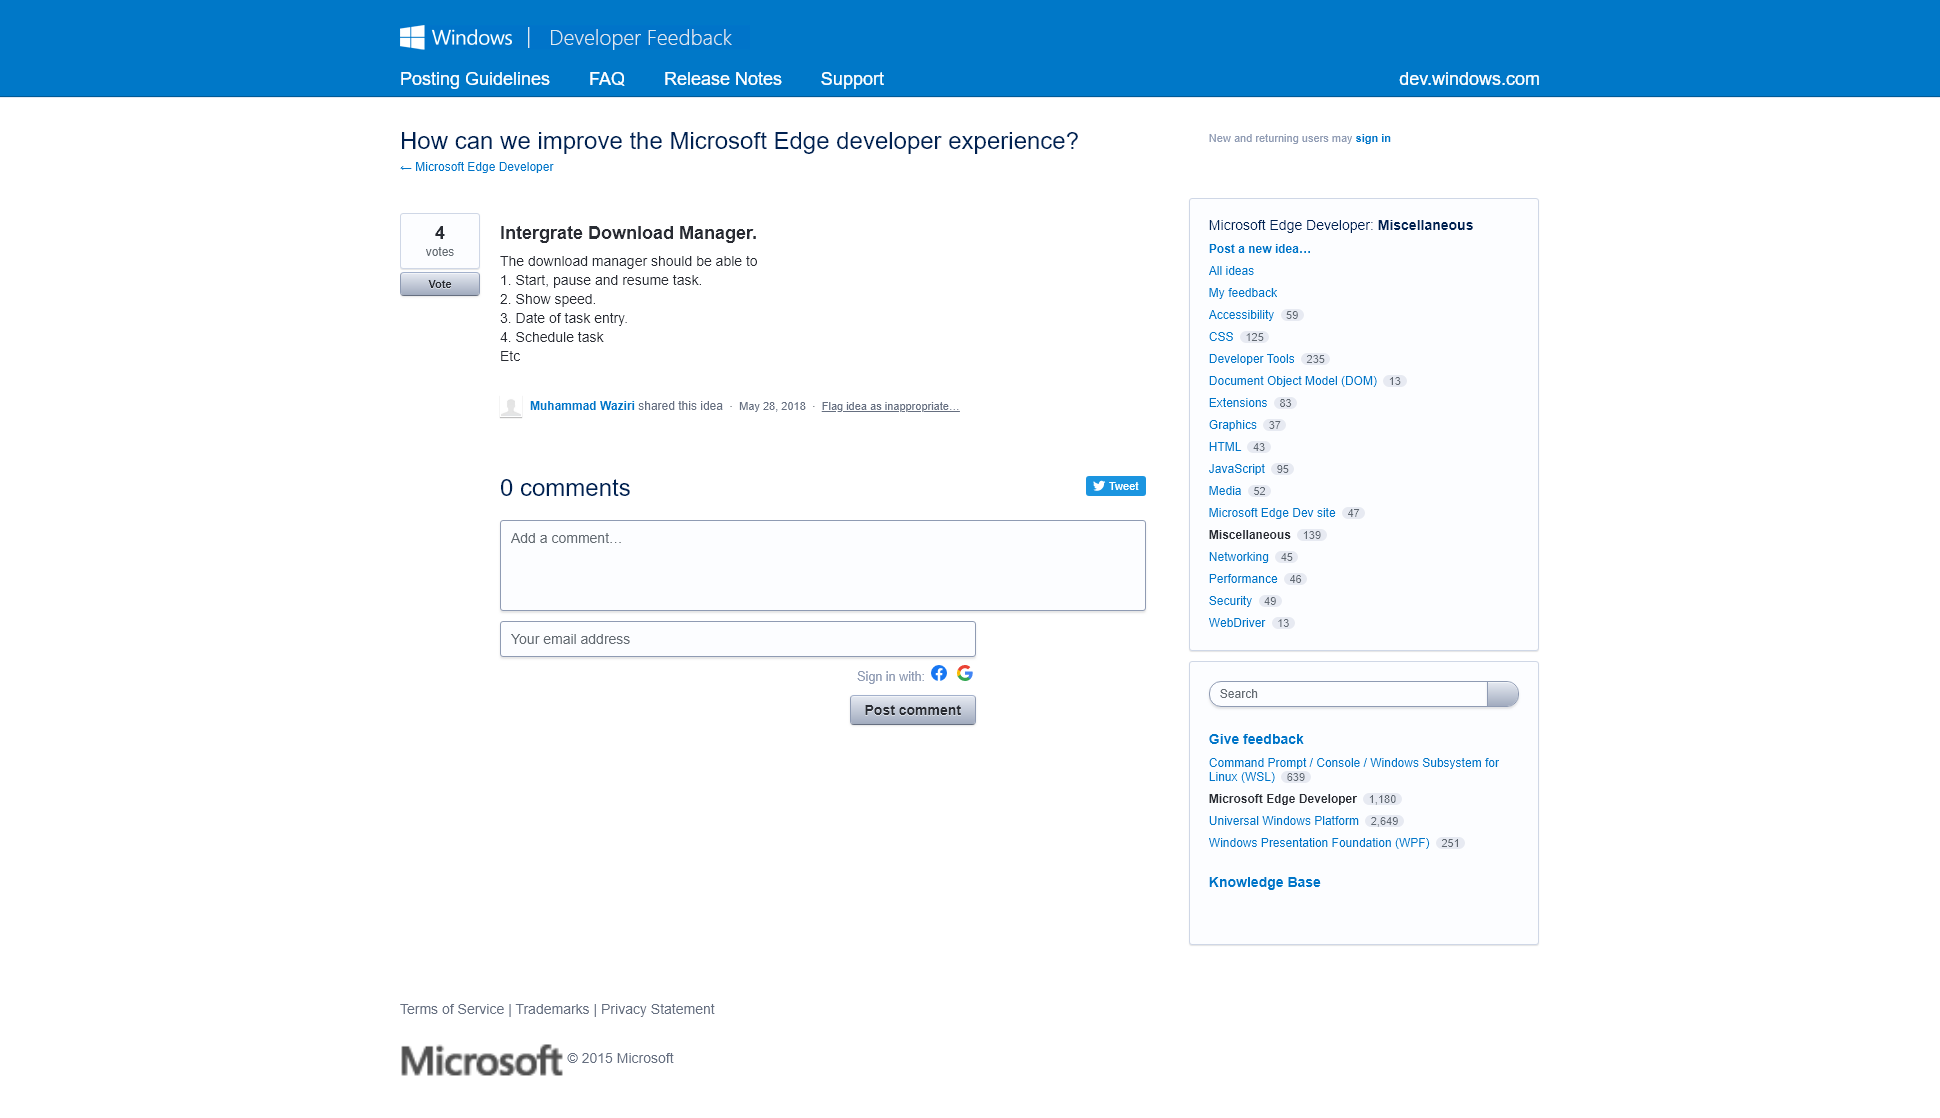 Windows | Developer Feedback
Posting Guidelines FAQ Release Notes Support dev.windows.com
How can we improve the Microsoft Edge developer experience?
← Microsoft Edge Developer
New and returning users may sign in
4
votes
Vote
Intergrate Download Manager.
The download manager should be able to
1. Start, pause and resume task.
2. Show speed.
3. Date of task entry.
4. Schedule task
Etc
Muhammad Waziri shared this idea · May 28, 2018 · Flag idea as inappropriate…
0 comments
Tweet
Add a comment…
Your email address
Sign in with:
Post comment
Microsoft Edge Developer: Miscellaneous
Post a new idea…
All ideas
My feedback
Accessibility 59
CSS 125
Developer Tools 235
Document Object Model (DOM) 13
Extensions 83
Graphics 37
HTML 43
JavaScript 95
Media 52
Microsoft Edge Dev site 47
Miscellaneous 139
Networking 45
Performance 46
Security 49
WebDriver 13
Search
Give feedback
Command Prompt / Console / Windows Subsystem for
Linux (WSL) 639
Microsoft Edge Developer 1,180
Universal Windows Platform 2,649
Windows Presentation Foundation (WPF) 251
Knowledge Base
Terms of Service | Trademarks | Privacy Statement
Microsoft © 2015 Microsoft